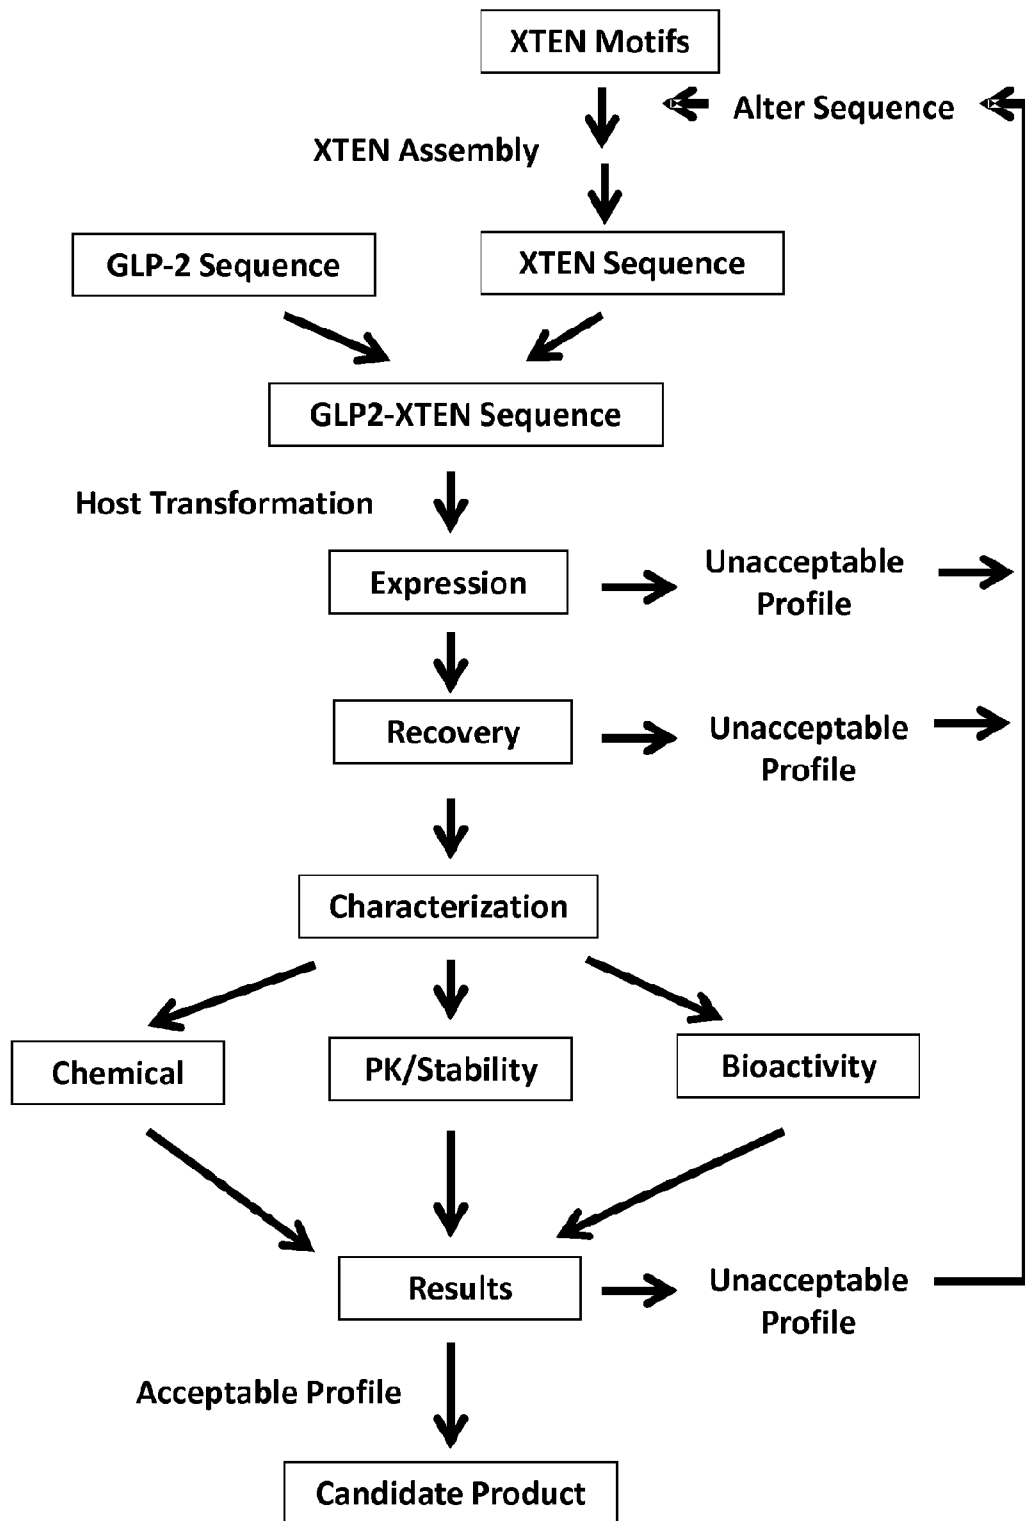 XTEN Motifs
Alter Sequence
XTEN Assembly
GLP-2 Sequence
XTEN Sequence
GLP2-XTEN Sequence
Host Transformation
Expression
Unacceptable
Profile
Recovery
Unacceptable
Profile
Characterization
Chemical
PK/Stability
Bioactivity
Results
Unacceptable
Profile
Acceptable Profile
Candidate Product